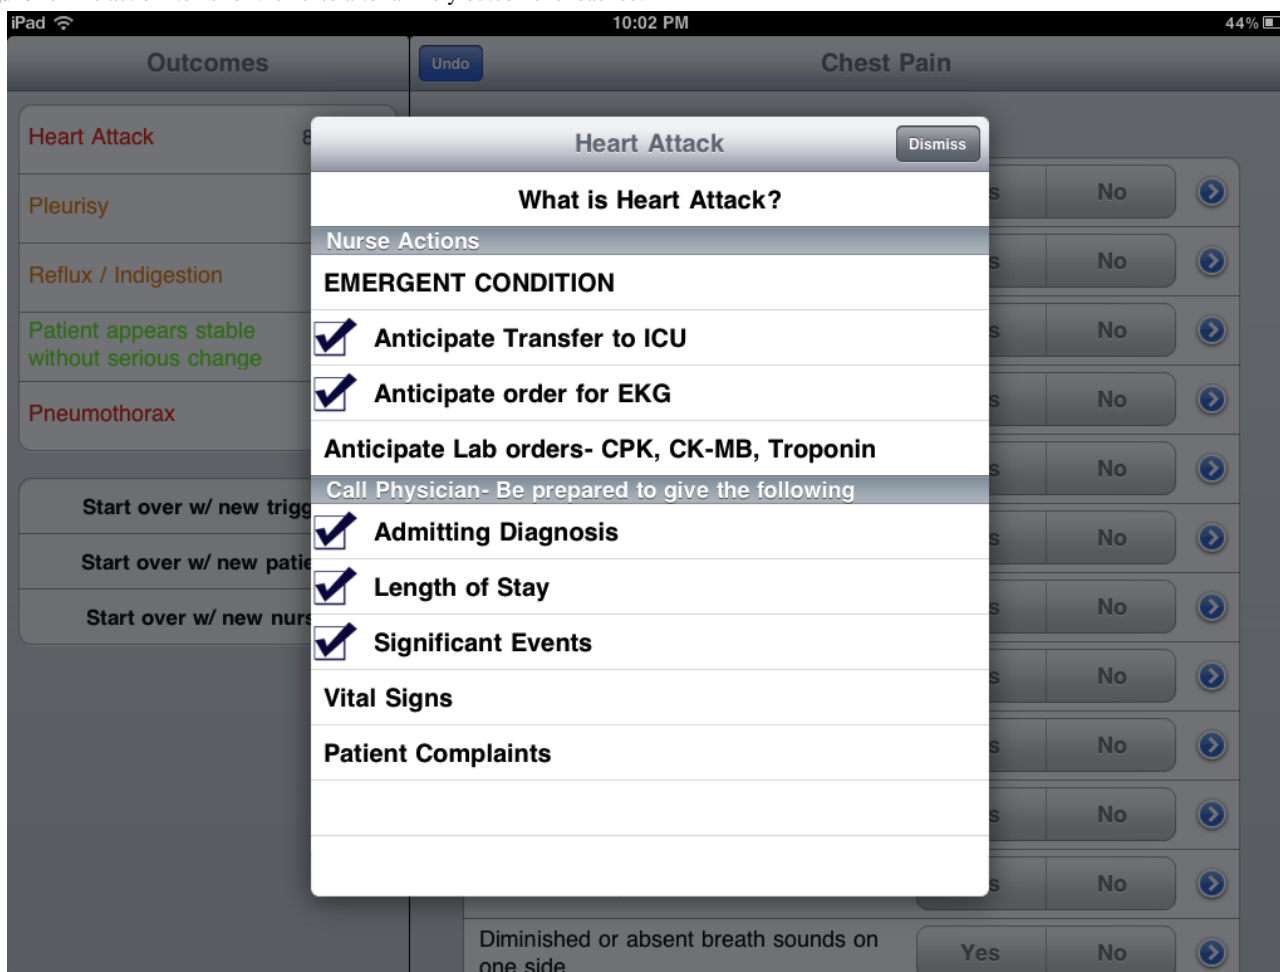 iPad
10:02 PM
44%
Outcomes
Undo
Chest Pain
Heart Attack
8
Pleurisy
Reflux / Indigestion
Patient appears stable
without serious change
Pneumothorax
Start over w/ new
Start over w/ new
Start over w/ new
Heart Attack
Dismiss
What is Heart Attack?
Nurse Actions
EMERGENT CONDITION
Anticipate Transfer to ICU
Anticipate order for EKG
Anticipate Lab orders- CPK, CK-MB, Troponin
Call Physician- Be prepared to give the following
Admitting Diagnosis
Length of Stay
Significant Events
Vital Signs
Patient Complaints
No
No
No
No
No
No
No
No
No
No
No
Diminished or absent breath sounds on
one side
Yes
No